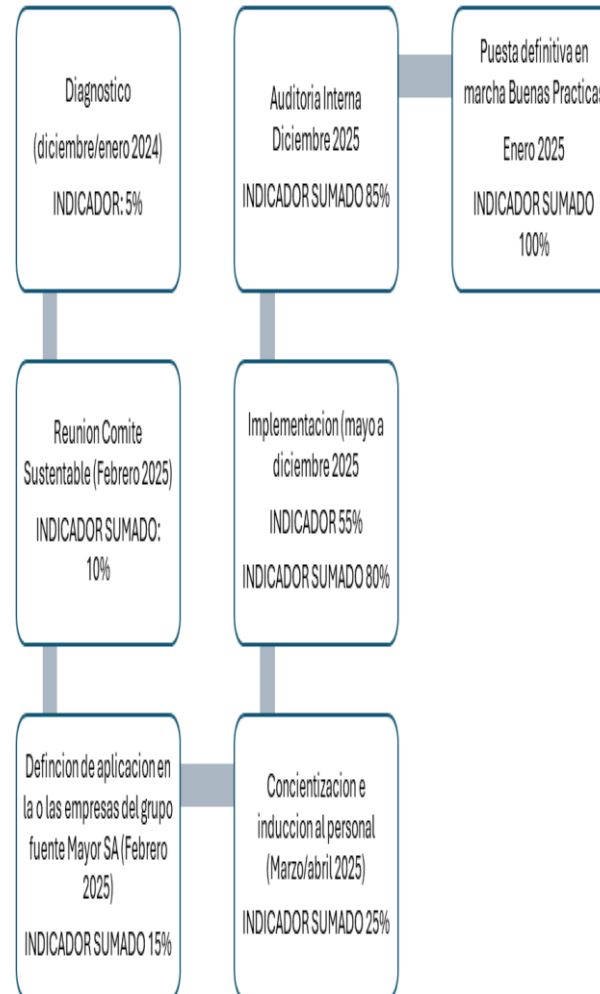 Diagnostico
(diciembre/enero 2024)
INDICADOR: 5%
Reunion Comite
Sustentable (Febrero 2025)
INDICADOR SUMADO:
10%
Defincion de aplicacion en
la o las empresas del grupo
fuente Mayor SA (Febrero
2025)
INDICADOR SUMADO 15%
Concientizacion e
induccion al personal
(Marzo/abril 2025)
INDICADOR SUMADO 25%
Implementacion (mayo a
diciembre 2025
INDICADOR 55%
INDICADOR SUMADO 80%
Auditoria Interna
Diciembre 2025
INDICADOR SUMADO 85%
Puesta definitiva en
marcha Buenas Practicas
Enero 2025
INDICADOR SUMADO
100%